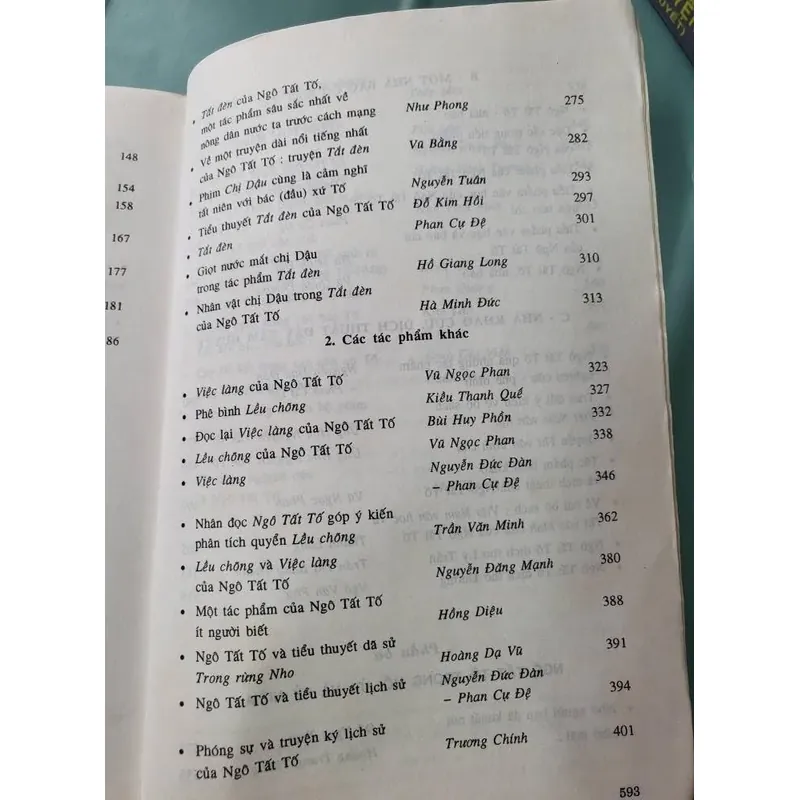 148
154
158
167
177
181
86
• Tắt đèn của Ngô Tất Tố,
một tác phẩm sâu sắc nhất về
nông dân nước ta trước cách mạng Như Phong 275
• Về một truyện dài nổi tiếng nhất
của Ngô Tất Tố : truyện Tắt đèn Vũ Bằng 282
• Phim Chị Dậu cùng là cảm nghĩ
tất niên với bác (đầu) xứ Tố Nguyễn Tuân 293
• Tiểu thuyết Tắt đèn của Ngô Tất Tố Đỗ Kim Hồi 297
• Tắt đèn Phan Cự Đệ 301
• Giọt nước mắt chị Dậu
trong tác phẩm Tắt đèn Hồ Giang Long 310
• Nhân vật chị Dậu trong Tắt đèn
của Ngô Tất Tố Hà Minh Đức 313
2. Các tác phẩm khác
• Việc làng của Ngô Tất Tố Vũ Ngọc Phan 323
• Phê bình Lều chõng Kiều Thanh Quế 327
• Đọc lại Việc làng của Ngô Tất Tố Bùi Huy Phồn 332
• Lều chõng của Ngô Tất Tố Vũ Ngọc Phan 338
• Việc làng Nguyễn Đức Đàn
– Phan Cự Đệ 346
• Nhân đọc Ngô Tất Tố góp ý kiến
phân tích quyển Lều chõng Trần Văn Minh 362
• Lều chõng và Việc làng
của Ngô Tất Tố Nguyễn Đăng Mạnh 380
• Một tác phẩm của Ngô Tất Tố
ít người biết Hồng Diệu 388
• Ngô Tất Tố và tiểu thuyết dã sử
Trong rừng Nho Hoàng Dạ Vũ 391
• Ngô Tất Tố và tiểu thuyết lịch sử Nguyễn Đức Đàn
– Phan Cự Đệ 394
• Phóng sự và truyện ký lịch sử
của Ngô Tất Tố Trương Chính 401
593